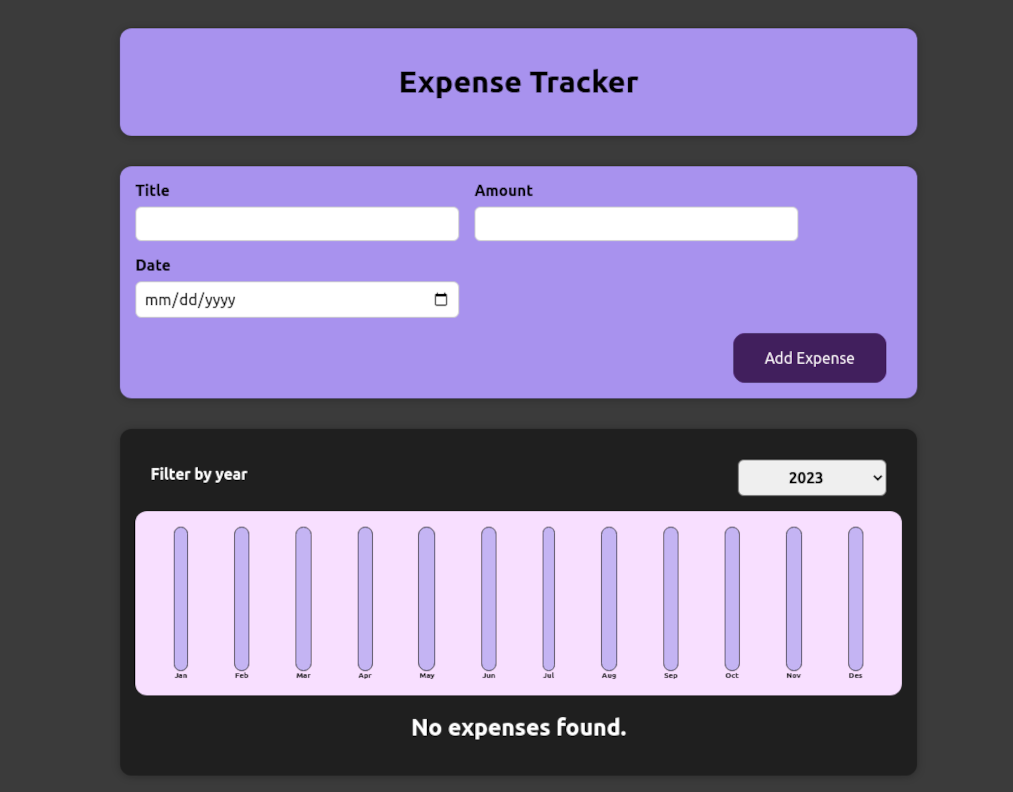 Expense Tracker
Title Amount
Date
mm/dd/yyyy
Add Expense
Filter by year 2023
Jan Feb Mar Apr May Jun Jul Aug Sep Oct Nov Des
No expenses found.